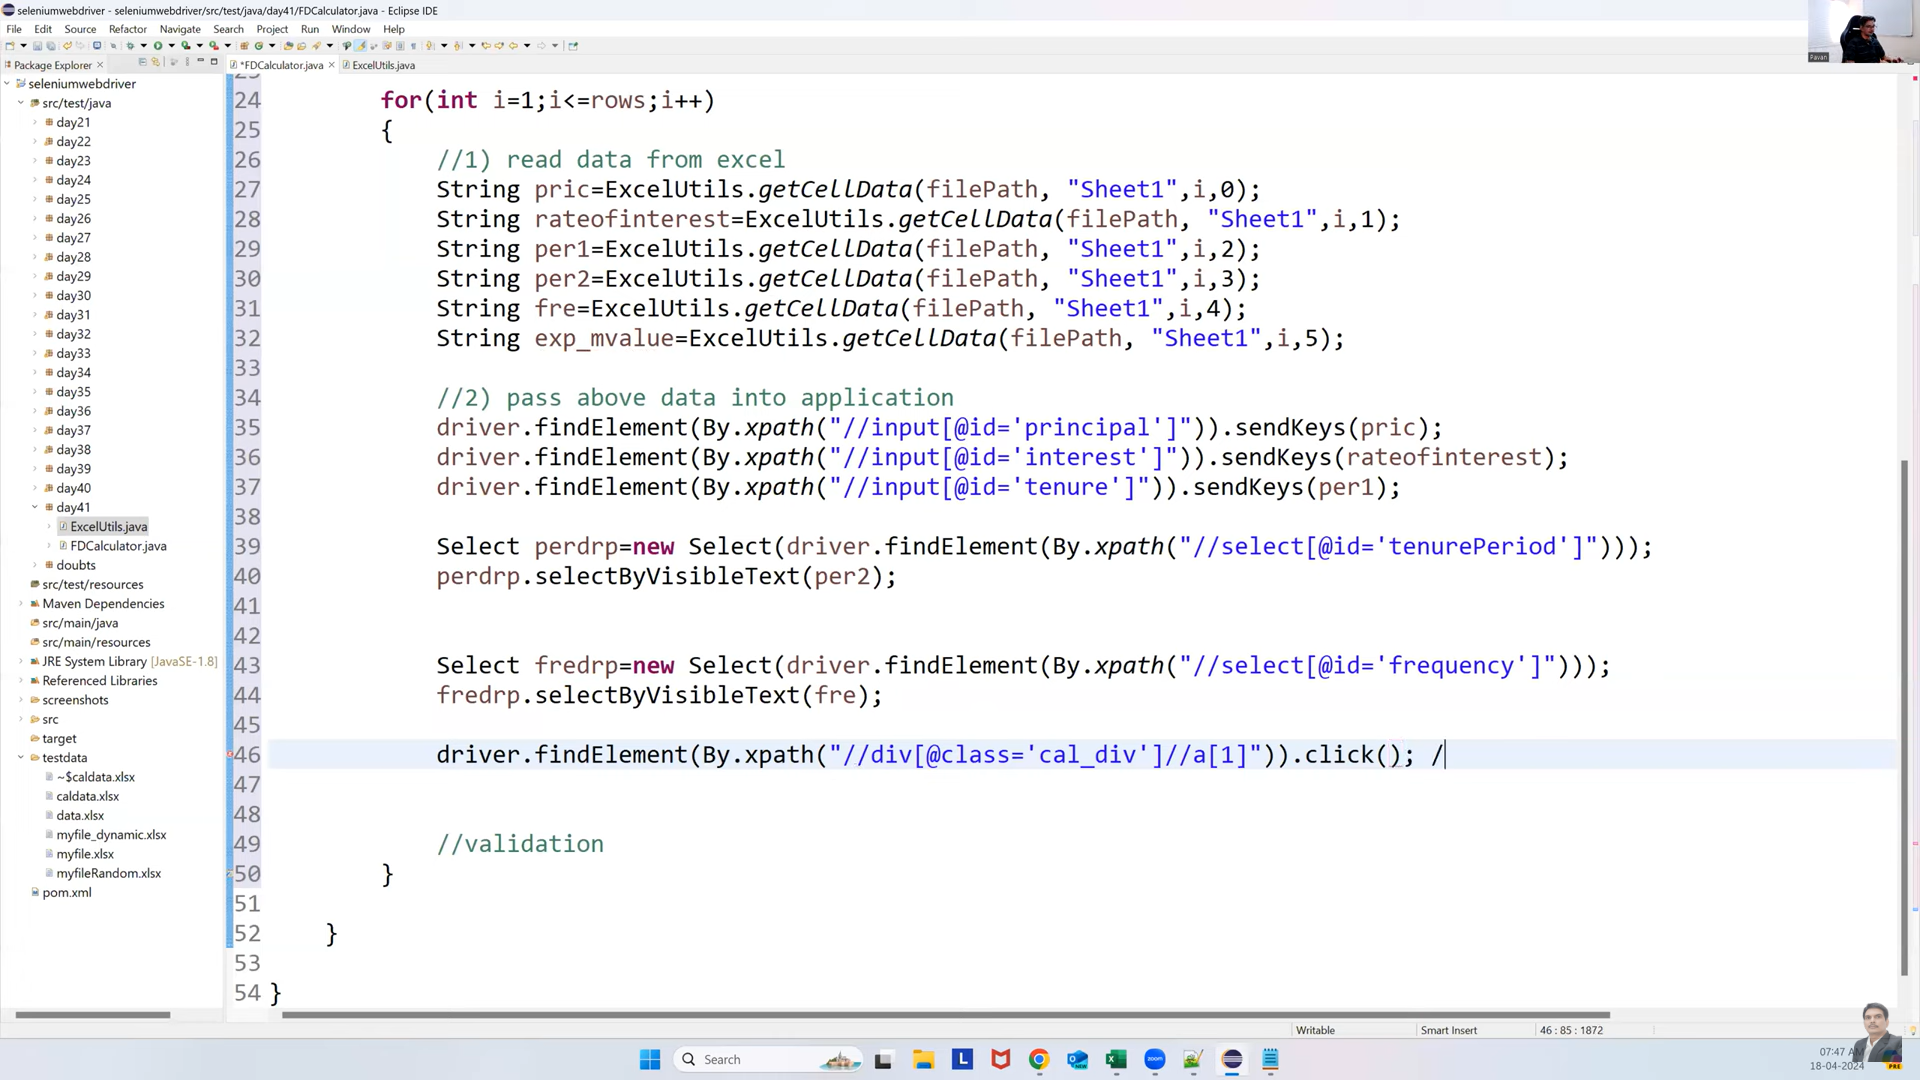 seleniumwebdriver - seleniumwebdriver/src/test/java/day41/FDCalculator.java - Eclipse IDE
File Edit Source Refactor Navigate Search Project Run Window Help
Package Explorer
*FDCalculator.java ExcelUtils.java
Pavan
seleniumwebdriver
src/test/java
day21
day22
day23
day24
day25
day26
day27
day28
day29
day30
day31
day32
day33
day34
day35
day36
day37
day38
day39
day40
day41
ExcelUtils.java
FDCalculator.java
doubts
src/test/resources
Maven Dependencies
src/main/java
src/main/resources
JRE System Library [JavaSE-1.8]
Referenced Libraries
screenshots
src
target
testdata
~$caldata.xlsx
caldata.xlsx
data.xlsx
myfile_dynamic.xlsx
myfile.xlsx
myfileRandom.xlsx
pom.xml
24 for(int i=1;i<=rows;i++)
25 {
26 //1) read data from excel
27 String pric=ExcelUtils.getCellData(filePath, "Sheet1",i,0);
28 String rateofinterest=ExcelUtils.getCellData(filePath, "Sheet1",i,1);
29 String per1=ExcelUtils.getCellData(filePath, "Sheet1",i,2);
30 String per2=ExcelUtils.getCellData(filePath, "Sheet1",i,3);
31 String fre=ExcelUtils.getCellData(filePath, "Sheet1",i,4);
32 String exp_mvalue=ExcelUtils.getCellData(filePath, "Sheet1",i,5);
33
34 //2) pass above data into application
35 driver.findElement(By.xpath("//input[@id='principal']")).sendKeys(pric);
36 driver.findElement(By.xpath("//input[@id='interest']")).sendKeys(rateofinterest);
37 driver.findElement(By.xpath("//input[@id='tenure']")).sendKeys(per1);
38
39 Select perdrp=new Select(driver.findElement(By.xpath("//select[@id='tenurePeriod']")));
40 perdrp.selectByVisibleText(per2);
41
42
43 Select fredrp=new Select(driver.findElement(By.xpath("//select[@id='frequency']")));
44 fredrp.selectByVisibleText(fre);
45
46 driver.findElement(By.xpath("//div[@class='cal_div']//a[1]")).click(); /
47
48
49 //validation
50 }
51
52 }
53
54 }
Writable Smart Insert 46 : 85 : 1872
Search
07:47 AM
18-04-2024